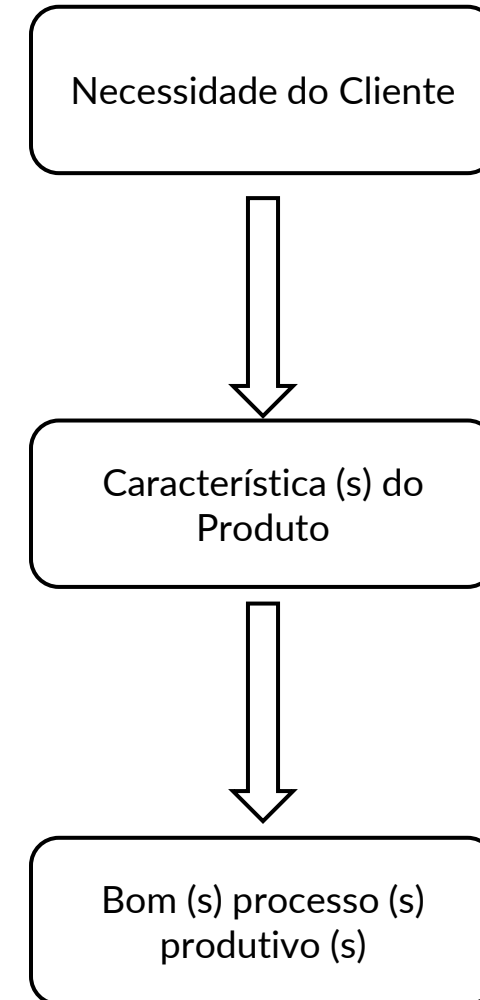 Necessidade do Cliente
Característica (s) do
Produto
Bom (s) processo (s)
produtivo (s)